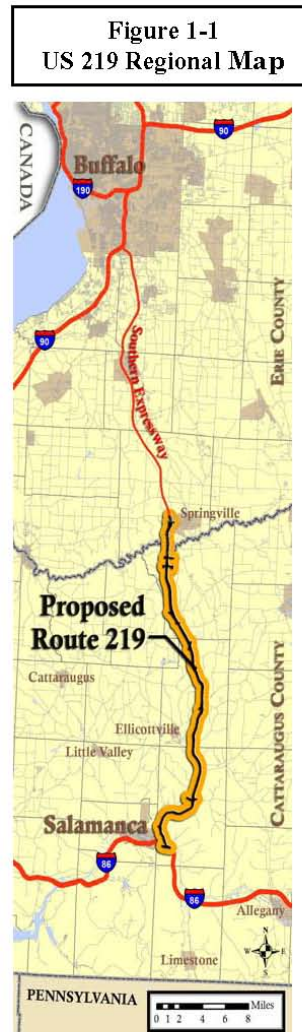 Figure 1-1
US 219 Regional Map
CANADA
90
Buffalo
190
90
Southern Expressway
ERIE COUNTY
Springville
Proposed
Route 219
Cattaraugus
Ellicottville
Little Valley
CATTARAUGUS COUNTY
Salamanca
86
86
Allegany
N
W E
S
Limestone
PENNSYLVANIA
Miles
0 1 2 4 6 8